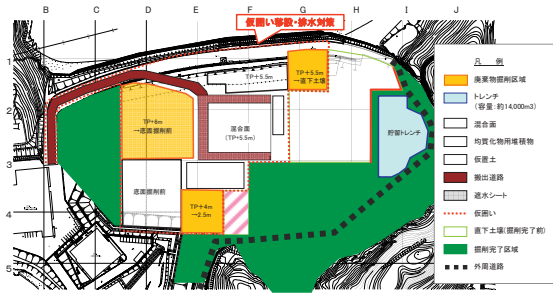 仮囲い移設・排水対策
B C D E F G H I J
1
2
3
4
5
TP+5.5m
TP+5.5m
→直下土壌
TP+8m
→底面掘削前
混合面
(TP+5.5m)
貯留トレンチ
底面掘削前
TP+4m
→2.5m
凡 例
廃棄物掘削区域
トレンチ
(容量:約14,000m3)
混合面
均質化物用堆積物
仮置土
搬出道路
遮水シート
仮囲い
直下土壌(掘削完了前)
掘削完了区域
外周道路